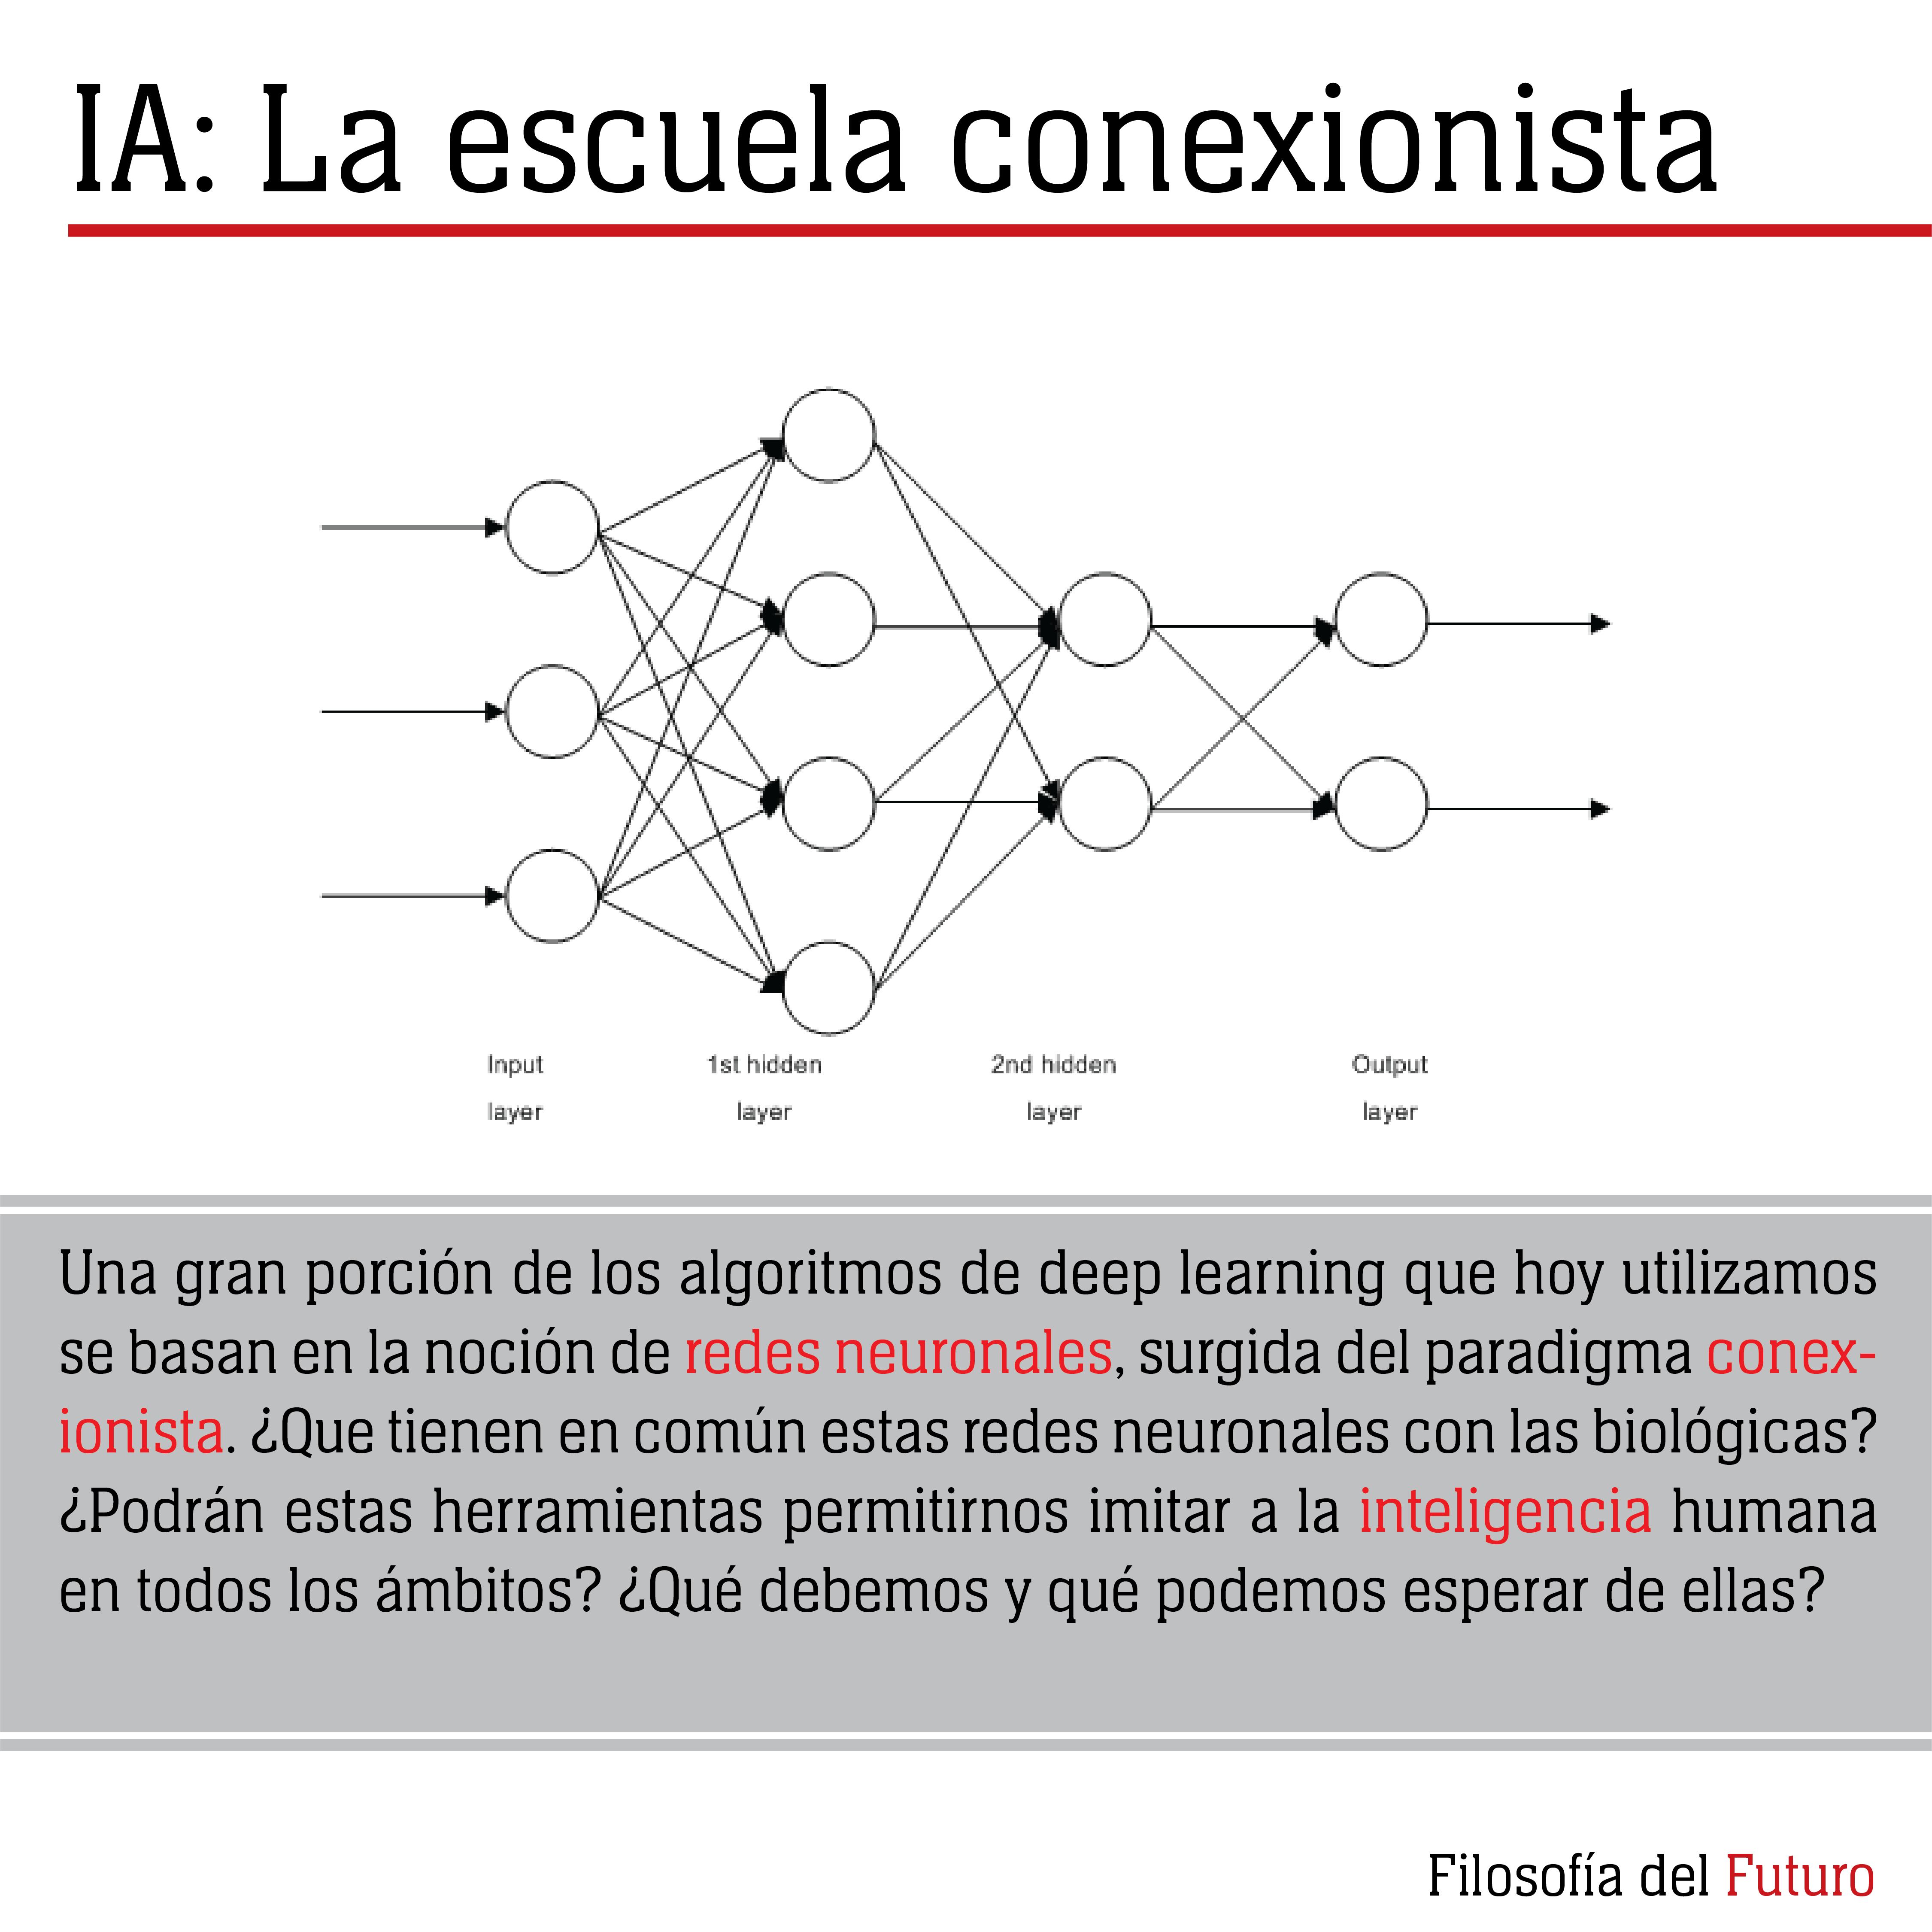 IA: La escuela conexionista
Input
layer
1st hidden
layer
2nd hidden
layer
Output
layer
Una gran porción de los algoritmos de deep learning que hoy utilizamos
se basan en la noción de redes neuronales, surgida del paradigma conex-
ionista. ¿Que tienen en común estas redes neuronales con las biológicas?
¿Podrán estas herramientas permitirnos imitar a la inteligencia humana
en todos los ámbitos? ¿Qué debemos y qué podemos esperar de ellas?
Filosofía del Futuro